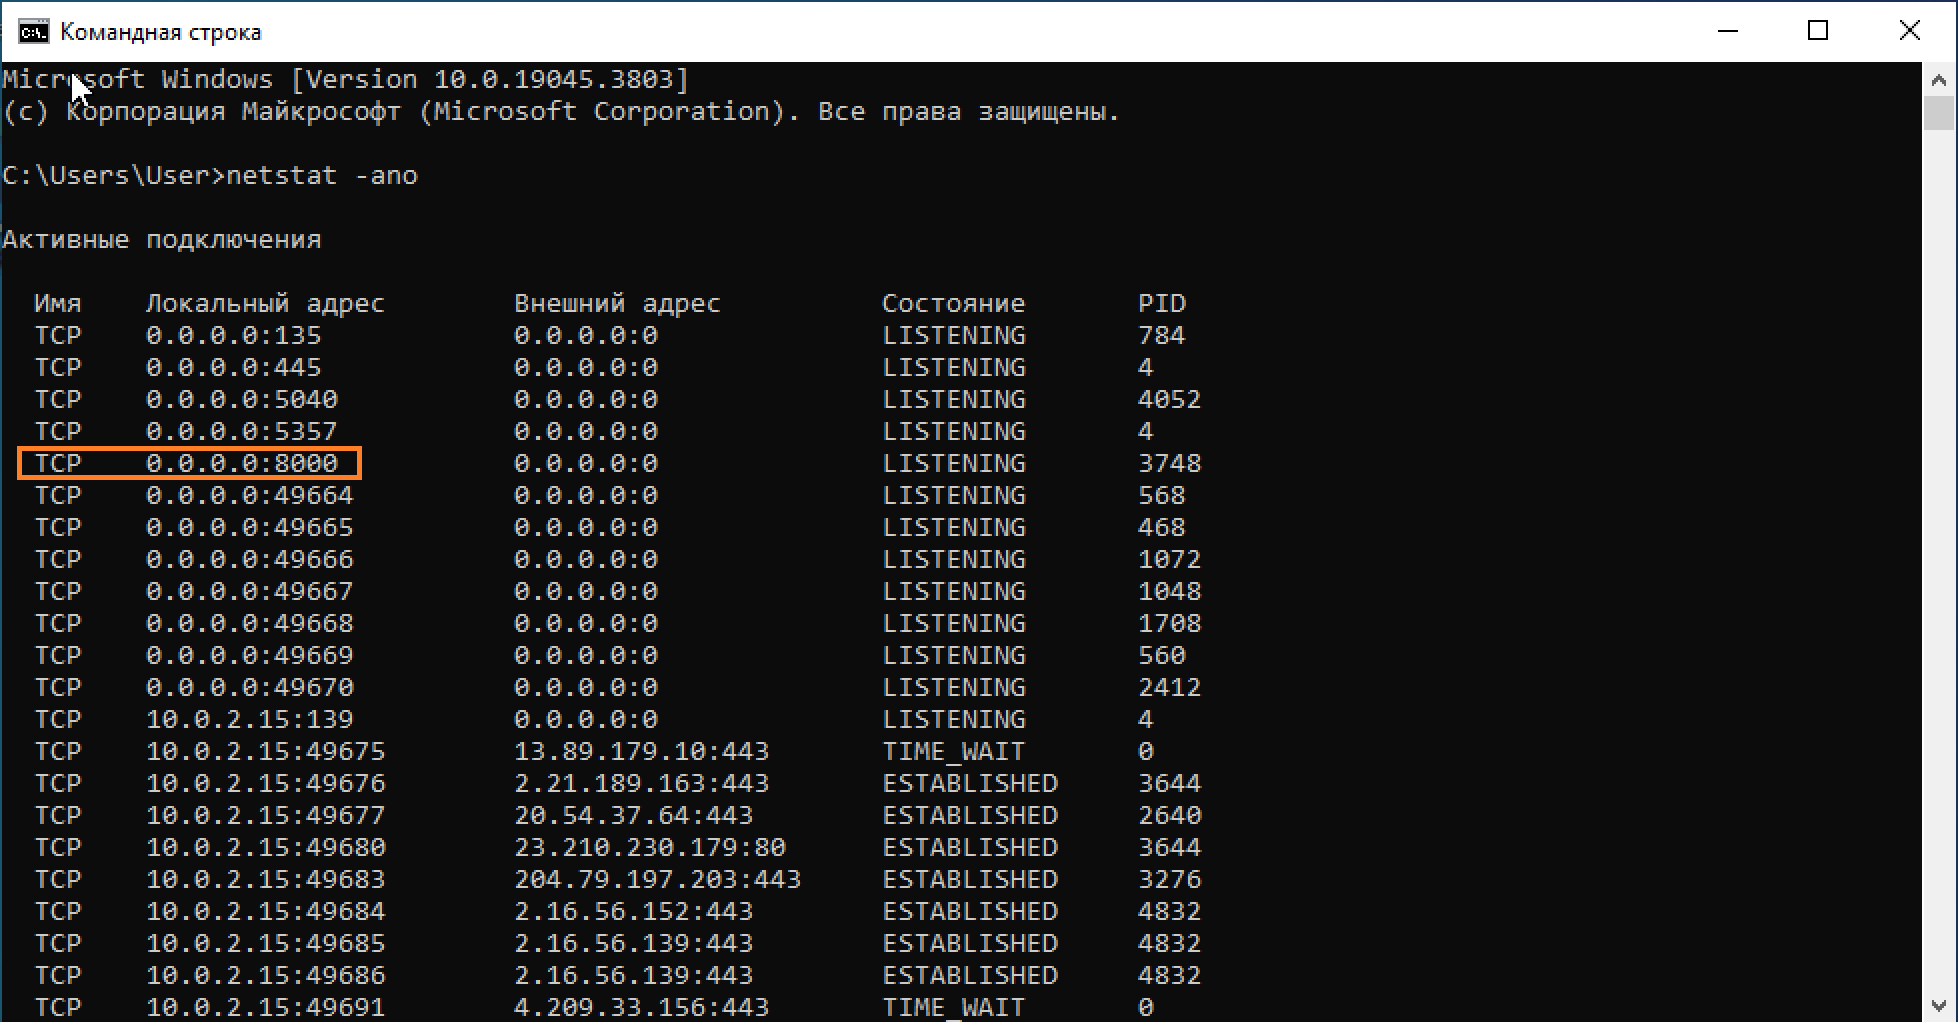 Командная строка
Microsoft Windows [Version 10.0.19045.3803]
(c) Корпорация Майкрософт (Microsoft Corporation). Все права защищены.
C:\Users\User>netstat -ano
Активные подключения
Имя Локальный адрес Внешний адрес Состояние PID
TCP 0.0.0.0:135 0.0.0.0:0 LISTENING 784
TCP 0.0.0.0:445 0.0.0.0:0 LISTENING 4
TCP 0.0.0.0:5040 0.0.0.0:0 LISTENING 4052
TCP 0.0.0.0:5357 0.0.0.0:0 LISTENING 4
TCP 0.0.0.0:8000 0.0.0.0:0 LISTENING 3748
TCP 0.0.0.0:49664 0.0.0.0:0 LISTENING 568
TCP 0.0.0.0:49665 0.0.0.0:0 LISTENING 468
TCP 0.0.0.0:49666 0.0.0.0:0 LISTENING 1072
TCP 0.0.0.0:49667 0.0.0.0:0 LISTENING 1048
TCP 0.0.0.0:49668 0.0.0.0:0 LISTENING 1708
TCP 0.0.0.0:49669 0.0.0.0:0 LISTENING 560
TCP 0.0.0.0:49670 0.0.0.0:0 LISTENING 2412
TCP 10.0.2.15:139 0.0.0.0:0 LISTENING 4
TCP 10.0.2.15:49675 13.89.179.10:443 TIME_WAIT 0
TCP 10.0.2.15:49676 2.21.189.163:443 ESTABLISHED 3644
TCP 10.0.2.15:49677 20.54.37.64:443 ESTABLISHED 2640
TCP 10.0.2.15:49680 23.210.230.179:80 ESTABLISHED 3644
TCP 10.0.2.15:49683 204.79.197.203:443 ESTABLISHED 3276
TCP 10.0.2.15:49684 2.16.56.152:443 ESTABLISHED 4832
TCP 10.0.2.15:49685 2.16.56.139:443 ESTABLISHED 4832
TCP 10.0.2.15:49686 2.16.56.139:443 ESTABLISHED 4832
TCP 10.0.2.15:49691 4.209.33.156:443 TIME_WAIT 0